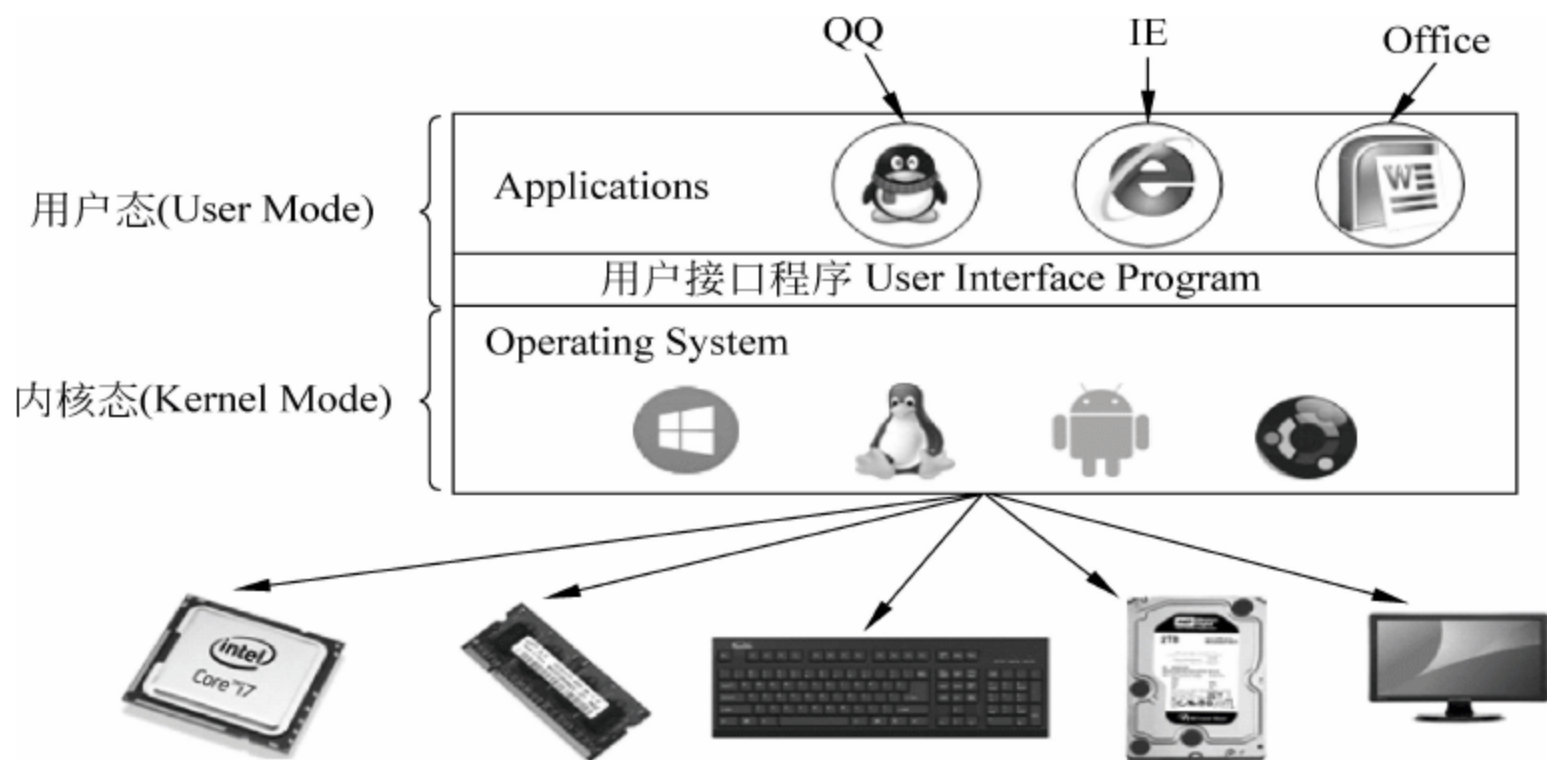 QQ
IE
Office
Applications
用户态(User Mode)
用户接口程序 User Interface Program
Operating System
内核态(Kernel Mode)
intel
Core i7
2TB